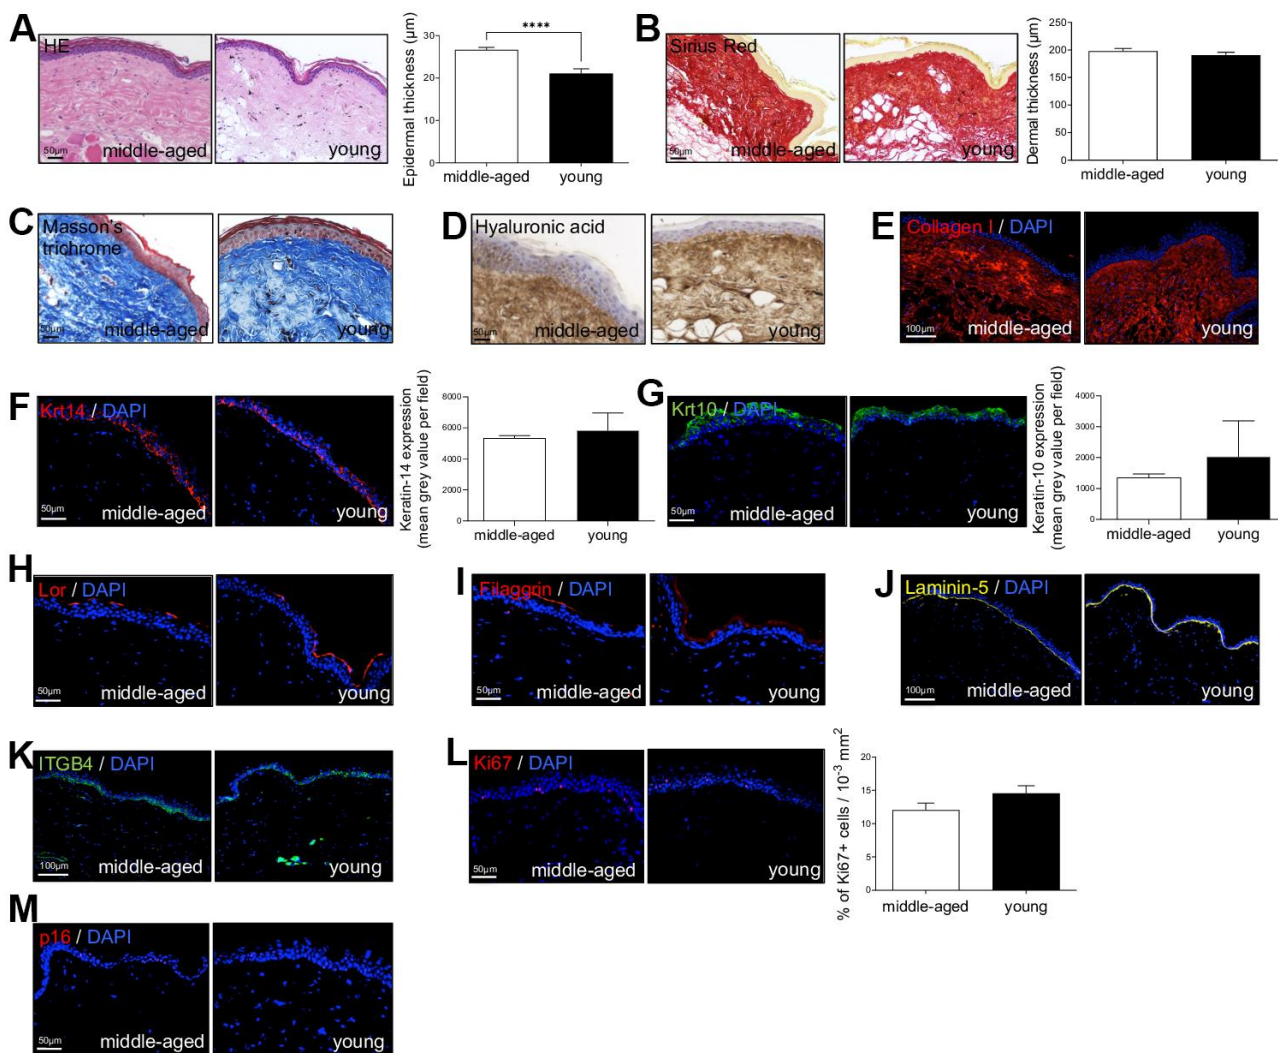 A
HE
50µm
middle-aged
young
Epidermal thickness (µm)
30
20
10
0
****
middle-aged
young
B
Sirius Red
50µm
middle-aged
50µm
young
Dermal thickness (µm)
250
200
150
100
50
0
middle-aged
young
C
Masson's
trichrome
50µm
middle-aged
young
D
Hyaluronic acid
50µm
middle-aged
young
E
Collagen I / DAPI
100µm
middle-aged
young
F
Krt14 / DAPI
50µm
middle-aged
young
Keratin-14 expression
(mean grey value per field)
8000
6000
4000
2000
0
middle-aged
young
G
Krt10 / DAPI
50µm
middle-aged
young
Keratin-10 expression
(mean grey value per field)
4000
3000
2000
1000
0
middle-aged
young
H
Lor / DAPI
50µm
middle-aged
young
I
Filaggrin / DAPI
50µm
middle-aged
young
J
Laminin-5 / DAPI
100µm
middle-aged
young
K
ITGB4 / DAPI
100µm
middle-aged
young
L
Ki67 / DAPI
50µm
middle-aged
young
% of Ki67+ cells / 10⁻³ mm²
20
15
10
5
0
middle-aged
young
M
p16 / DAPI
50µm
middle-aged
young